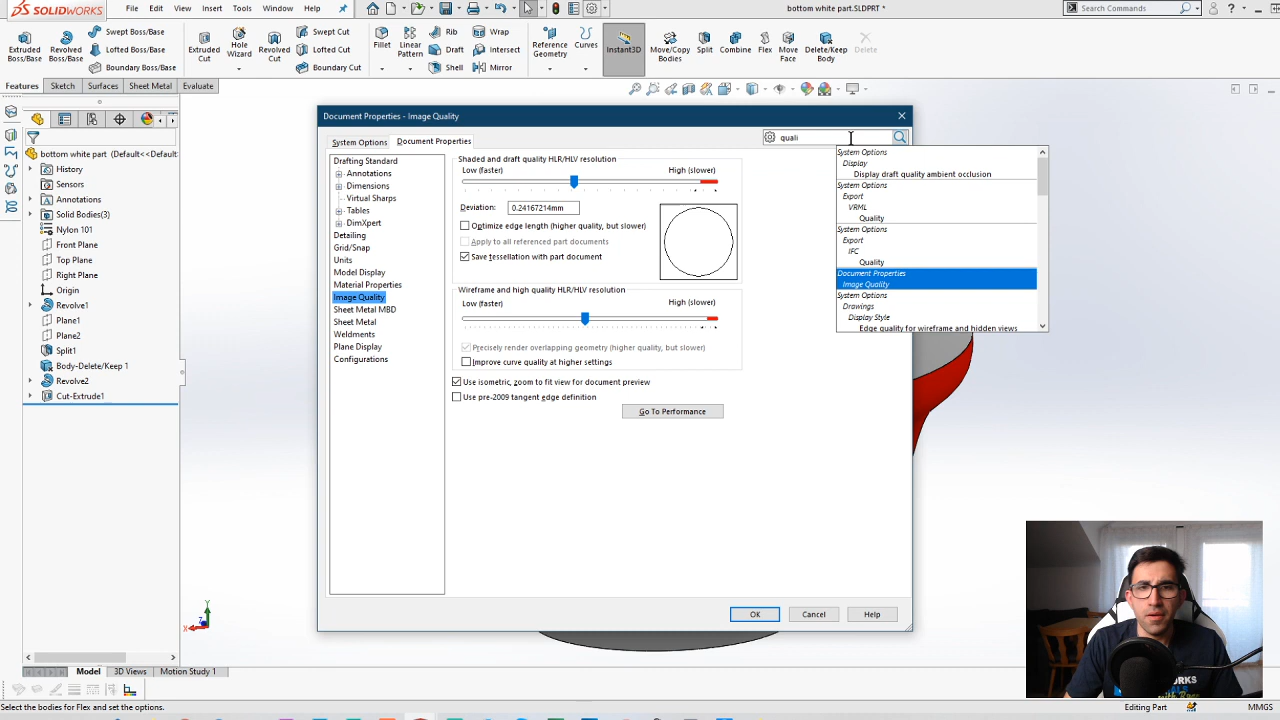 SOLIDWORKS
File
Edit
View
Insert
Tools
Window
Help
bottom white part.SLDPRT *
Search Commands
?
Extruded
Boss/Base
Revolved
Boss/Base
Swept Boss/Base
Lofted Boss/Base
Boundary Boss/Base
Extruded
Cut
Hole
Wizard
Revolved
Cut
Swept Cut
Lofted Cut
Boundary Cut
Fillet
Linear
Pattern
Rib
Draft
Shell
Wrap
Intersect
Mirror
Reference
Geometry
Curves
Instant3D
Move/Copy
Bodies
Split
Combine
Flex
Move
Face
Delete/Keep
Body
Delete
Features
Sketch
Surfaces
Sheet Metal
Evaluate
bottom white part (Default<<Default>
History
Sensors
Annotations
Solid Bodies(3)
Nylon 101
Front Plane
Top Plane
Right Plane
Origin
Revolve1
Plane1
Plane2
Split1
Body-Delete/Keep 1
Revolve2
Cut-Extrude1
Document Properties - Image Quality
System Options
Document Properties
quali
Drafting Standard
Annotations
Dimensions
Virtual Sharps
Tables
DimXpert
Detailing
Grid/Snap
Units
Model Display
Material Properties
Image Quality
Sheet Metal MBD
Sheet Metal
Weldments
Plane Display
Configurations
Shaded and draft quality HLR/HLV resolution
Low (faster)
High (slower)
Deviation:
0.24167214mm
Optimize edge length (higher quality, but slower)
Apply to all referenced part documents
Save tessellation with part document
Wireframe and high quality HLR/HLV resolution
Low (faster)
High (slower)
Precisely render overlapping geometry (higher quality, but slower)
Improve curve quality at higher settings
Use isometric, zoom to fit view for document preview
Use pre-2009 tangent edge definition
Go To Performance
System Options
Display
Display draft quality ambient occlusion
System Options
Export
VRML
Quality
System Options
Export
IFC
Quality
Document Properties
Image Quality
System Options
Drawings
Display Style
Edge quality for wireframe and hidden views
OK
Cancel
Help
Y
X
Z
Model
3D Views
Motion Study 1
Select the bodies for Flex and set the options.
Editing Part
MMGS